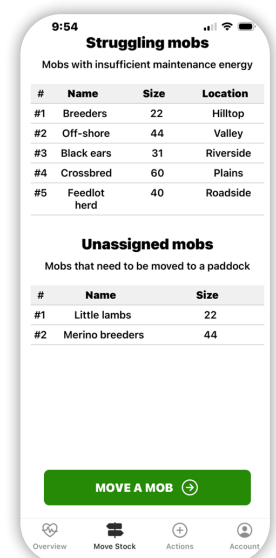 9:54
Struggling mobs
Mobs with insufficient maintenance energy
# Name Size Location
#1 Breeders 22 Hilltop
#2 Off-shore 44 Valley
#3 Black ears 31 Riverside
#4 Crossbred 60 Plains
#5 Feedlot 40 Roadside
herd
Unassigned mobs
Mobs that need to be moved to a paddock
# Name Size
#1 Little lambs 22
#2 Merino breeders 44
MOVE A MOB
Overview Move Stock Actions Account